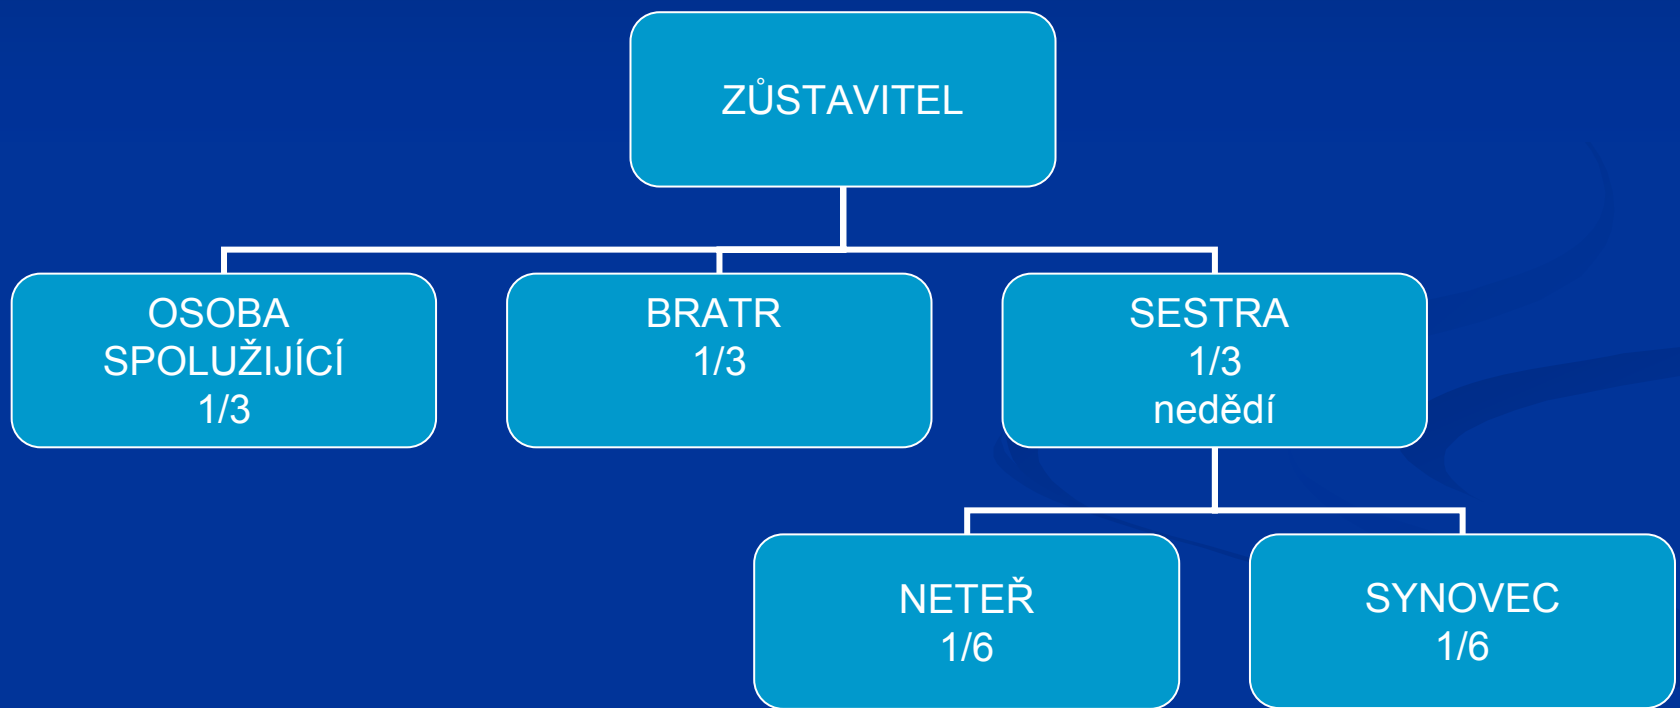 ZŮSTAVITEL
OSOBA
SPOLUŽIJÍCÍ
1/3
BRATR
1/3
SESTRA
1/3
nedědí
NETEŘ
1/6
SYNOVEC
1/6